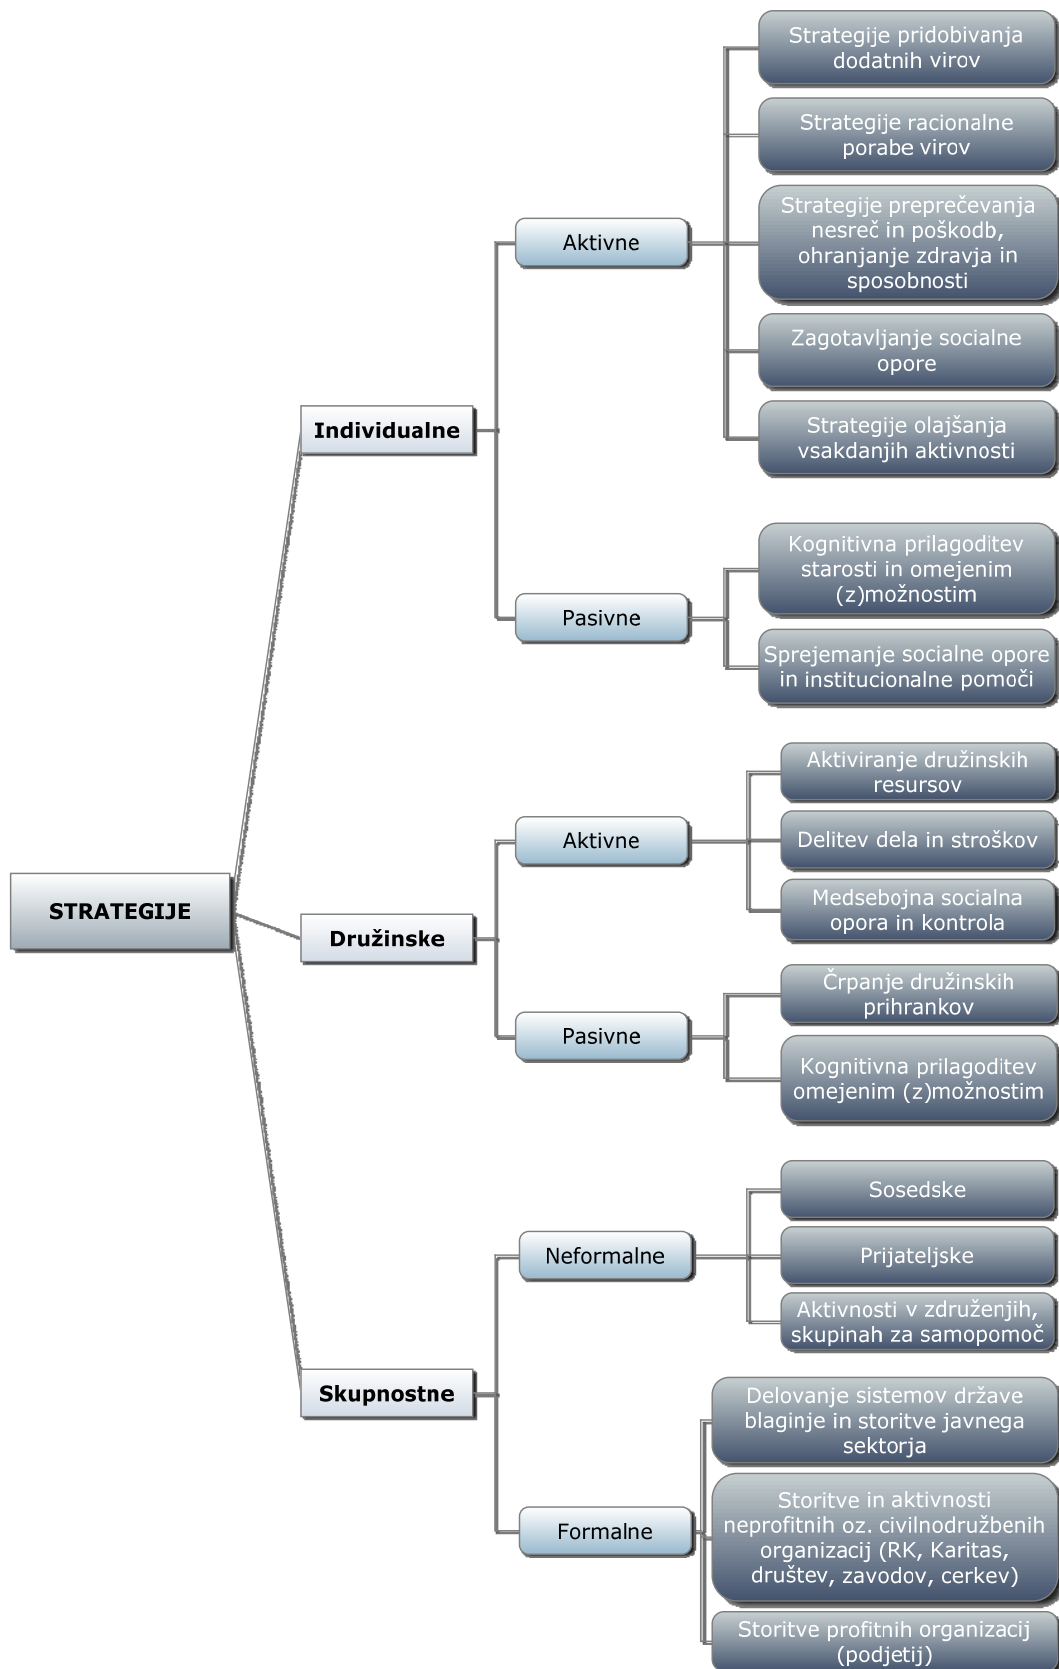 STRATEGIJE
Individualne
Aktivne
Strategije pridobivanja
dodatnih virov
Strategije racionalne
porabe virov
Strategije preprečevanja
nesreč in poškodb,
ohranjanje zdravja in
sposobnosti
Zagotavljanje socialne
opore
Strategije olajšanja
vsakdanjih aktivnosti
Pasivne
Kognitivna prilagoditev
starosti in omejenim
(z)možnostim
Sprejemanje socialne opore
in institucionalne pomoči
Družinske
Aktivne
Aktiviranje družinskih
resursov
Delitev dela in stroškov
Medsebojna socialna
opora in kontrola
Pasivne
Črpanje družinskih
prihrankov
Kognitivna prilagoditev
omejenim (z)možnostim
Skupnostne
Neformalne
Sosedske
Prijateljske
Aktivnosti v združenjih,
skupinah za samopomoč
Formalne
Delovanje sistemov države
blaginje in storitve javnega
sektorja
Storitve in aktivnosti
neprofitnih oz. civilnodružbenih
organizacij (RK, Karitas,
društev, zavodov, cerkev)
Storitve profitnih organizacij
(podjetij)